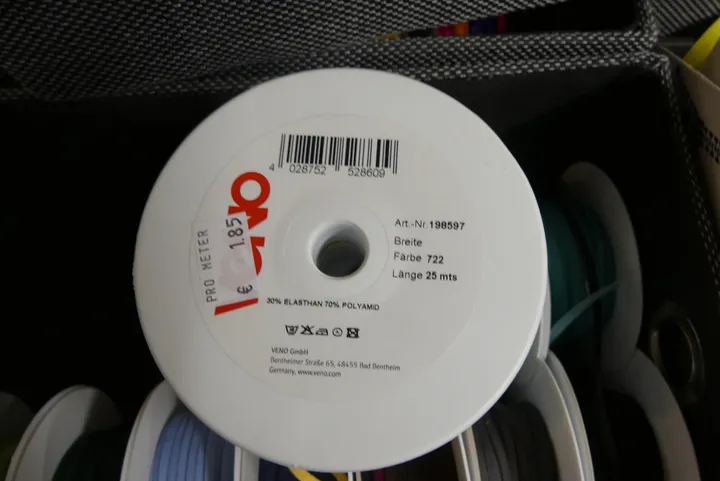 4 028752 528609
PRO METER
€ 1.85
Art.-Nr. 198597
Breite
Farbe 722
Länge 25 mts
30% ELASTHAN 70% POLYAMID
VENO GmbH
Bentheimer Straße 65, 48455 Bad Bentheim
Germany, www.veno.com